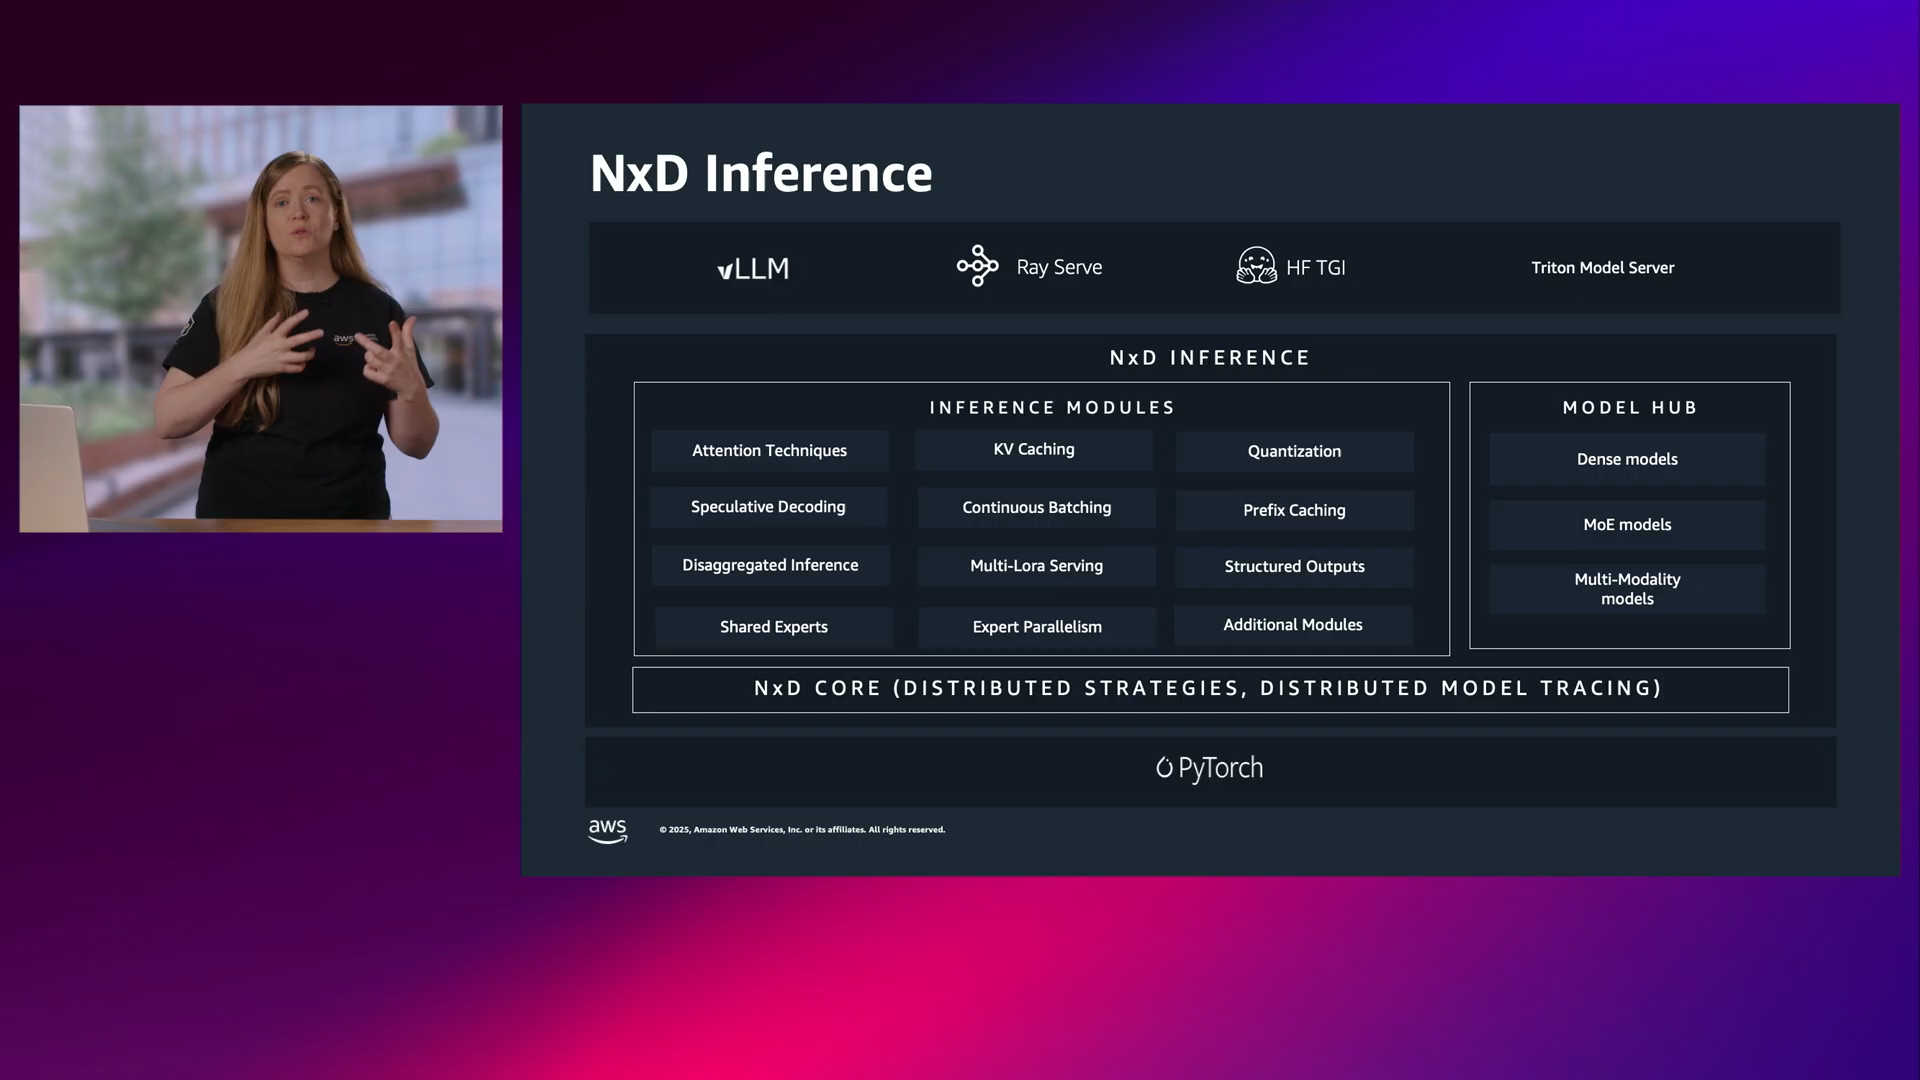 NxD Inference
vLLM
Ray Serve
HF TGI
Triton Model Server
NxD INFERENCE
INFERENCE MODULES
Attention Techniques
KV Caching
Quantization
Speculative Decoding
Continuous Batching
Prefix Caching
Disaggregated Inference
Multi-Lora Serving
Structured Outputs
Shared Experts
Expert Parallelism
Additional Modules
MODEL HUB
Dense models
MoE models
Multi-Modality
models
NxD CORE (DISTRIBUTED STRATEGIES, DISTRIBUTED MODEL TRACING)
PyTorch
aws
© 2025, Amazon Web Services, Inc. or its affiliates. All rights reserved.
aws